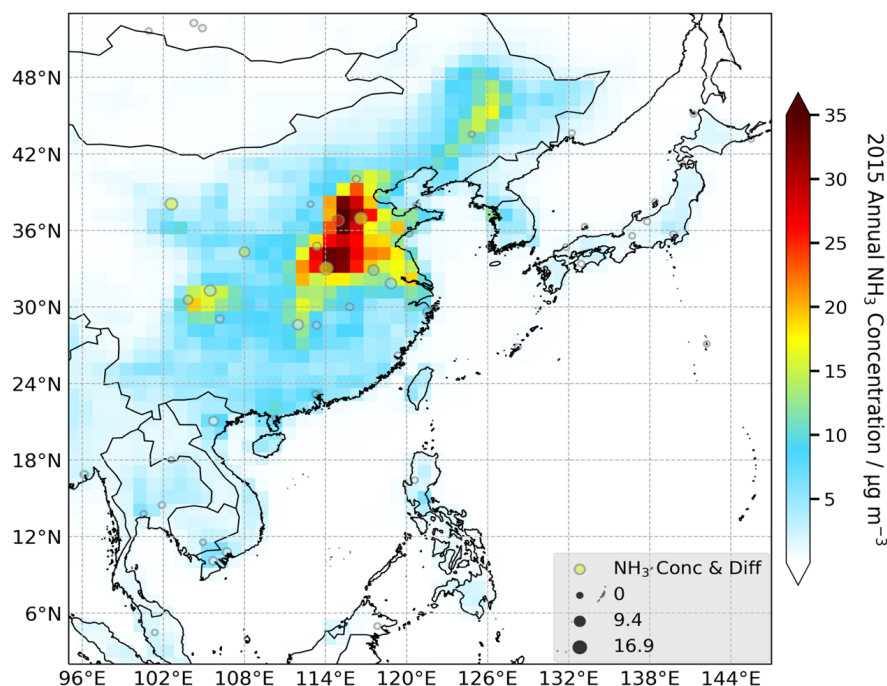 48°N
42°N
36°N
30°N
24°N
18°N
12°N
6°N
96°E 102°E 108°E 114°E 120°E 126°E 132°E 138°E 144°E
NH₃ Conc & Diff
0
9.4
16.9
35
30
25
20
15
10
5
2015 Annual NH₃ Concentration / μg m⁻³